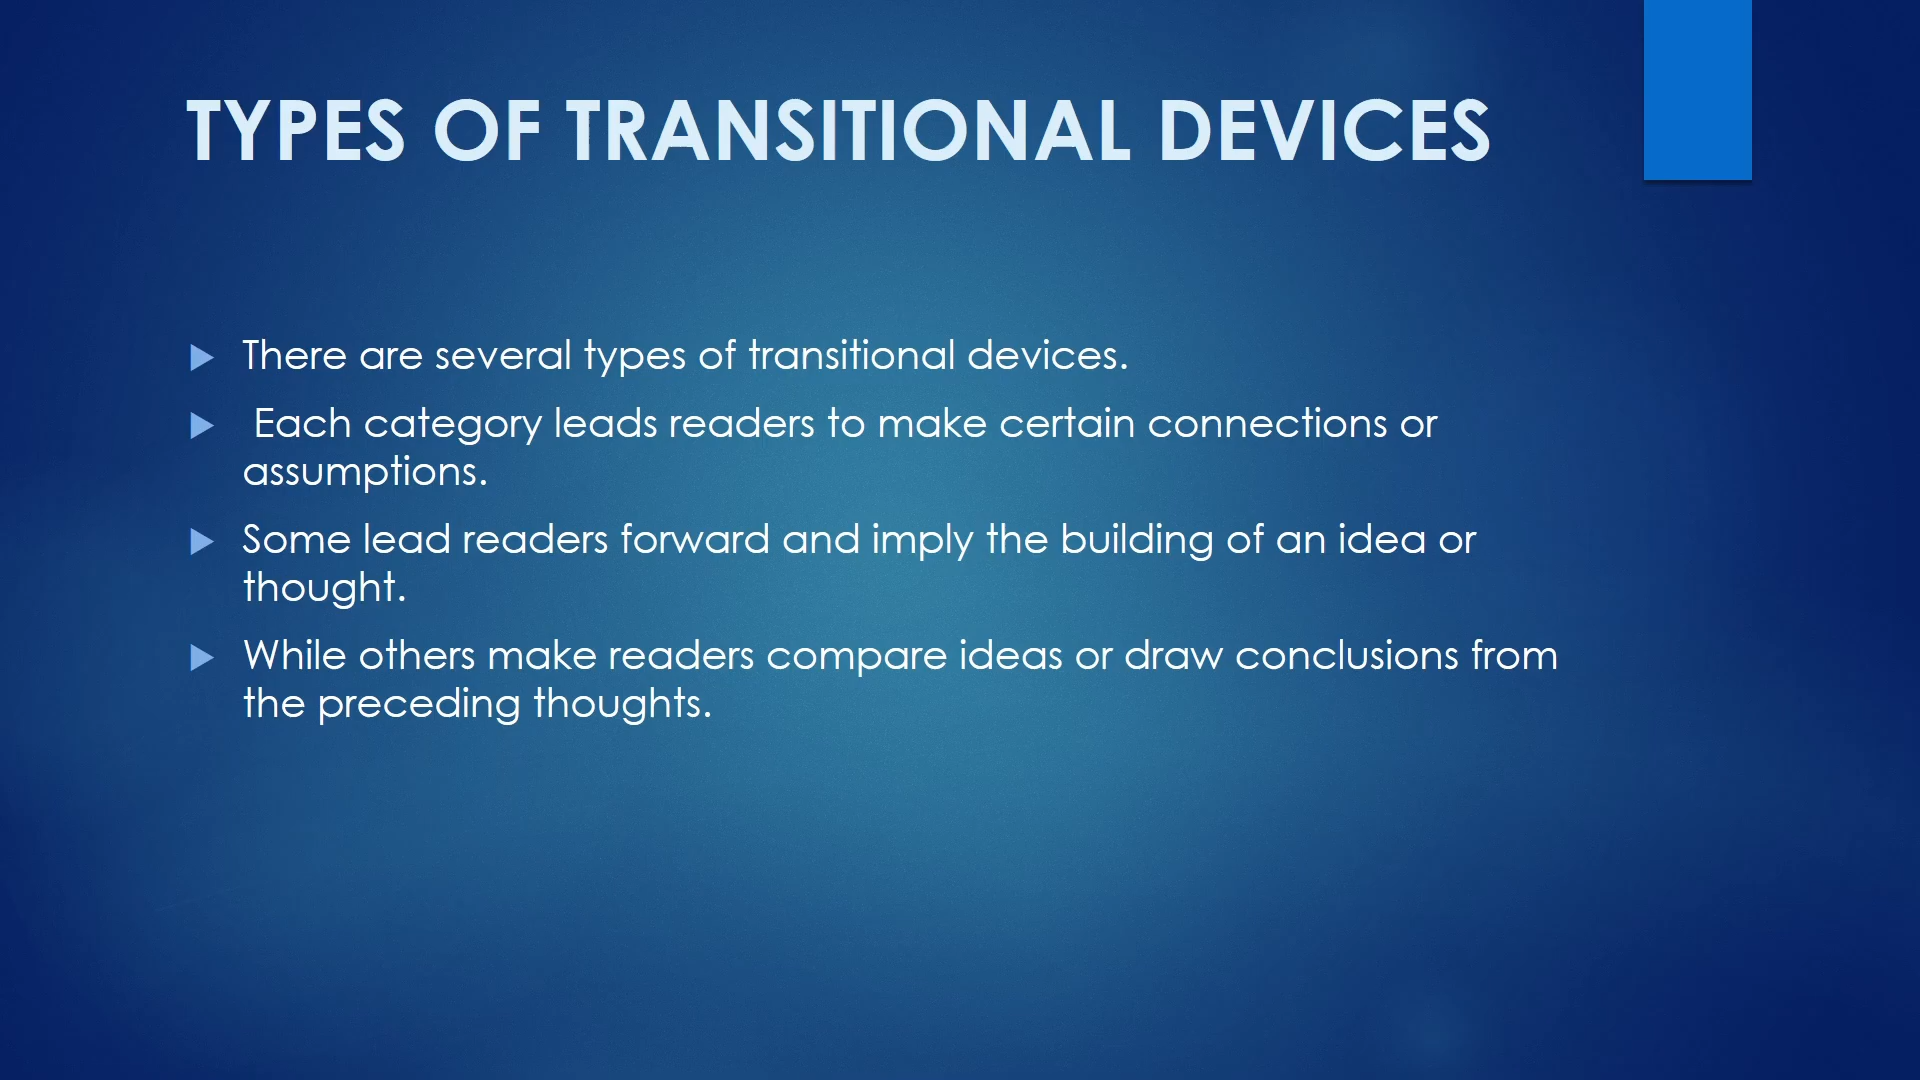 TYPES OF TRANSITIONAL DEVICES
There are several types of transitional devices.
Each category leads readers to make certain connections or
assumptions.
Some lead readers forward and imply the building of an idea or
thought.
While others make readers compare ideas or draw conclusions from
the preceding thoughts.